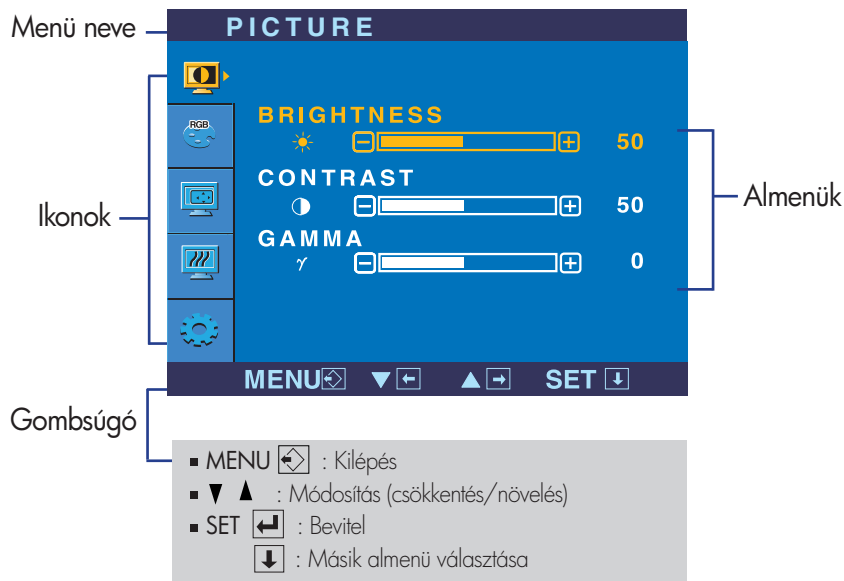 Menü neve
PICTURE
RGB
BRIGHTNESS
50
CONTRAST
50
GAMMA
γ
0
Ikonok
Almenük
MENU ▼ ▲ SET
Gombsúgó
▪ MENU : Kilépés
▪ ▼ ▲ : Módosítás (csökkentés/növelés)
▪ SET : Bevitel
: Másik almenü választása